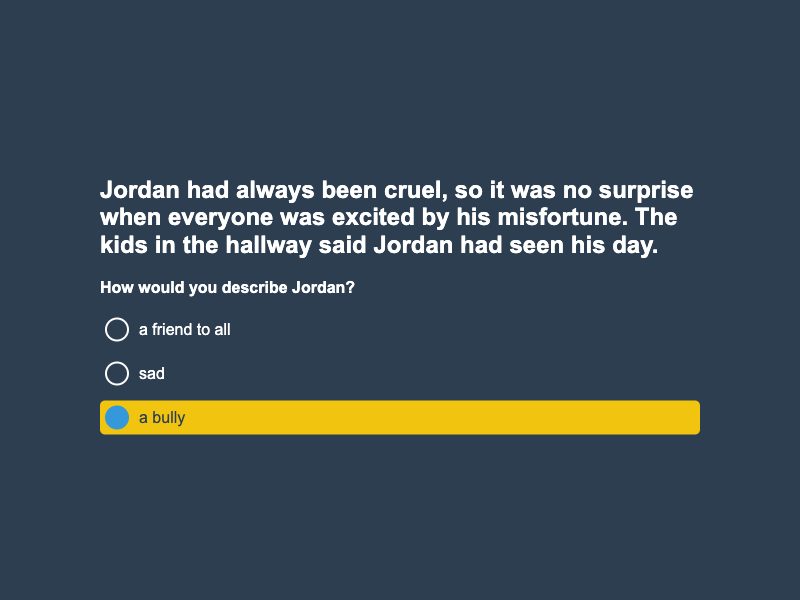 Jordan had always been cruel, so it was no surprise
when everyone was excited by his misfortune. The
kids in the hallway said Jordan had seen his day.
How would you describe Jordan?
a friend to all
sad
a bully